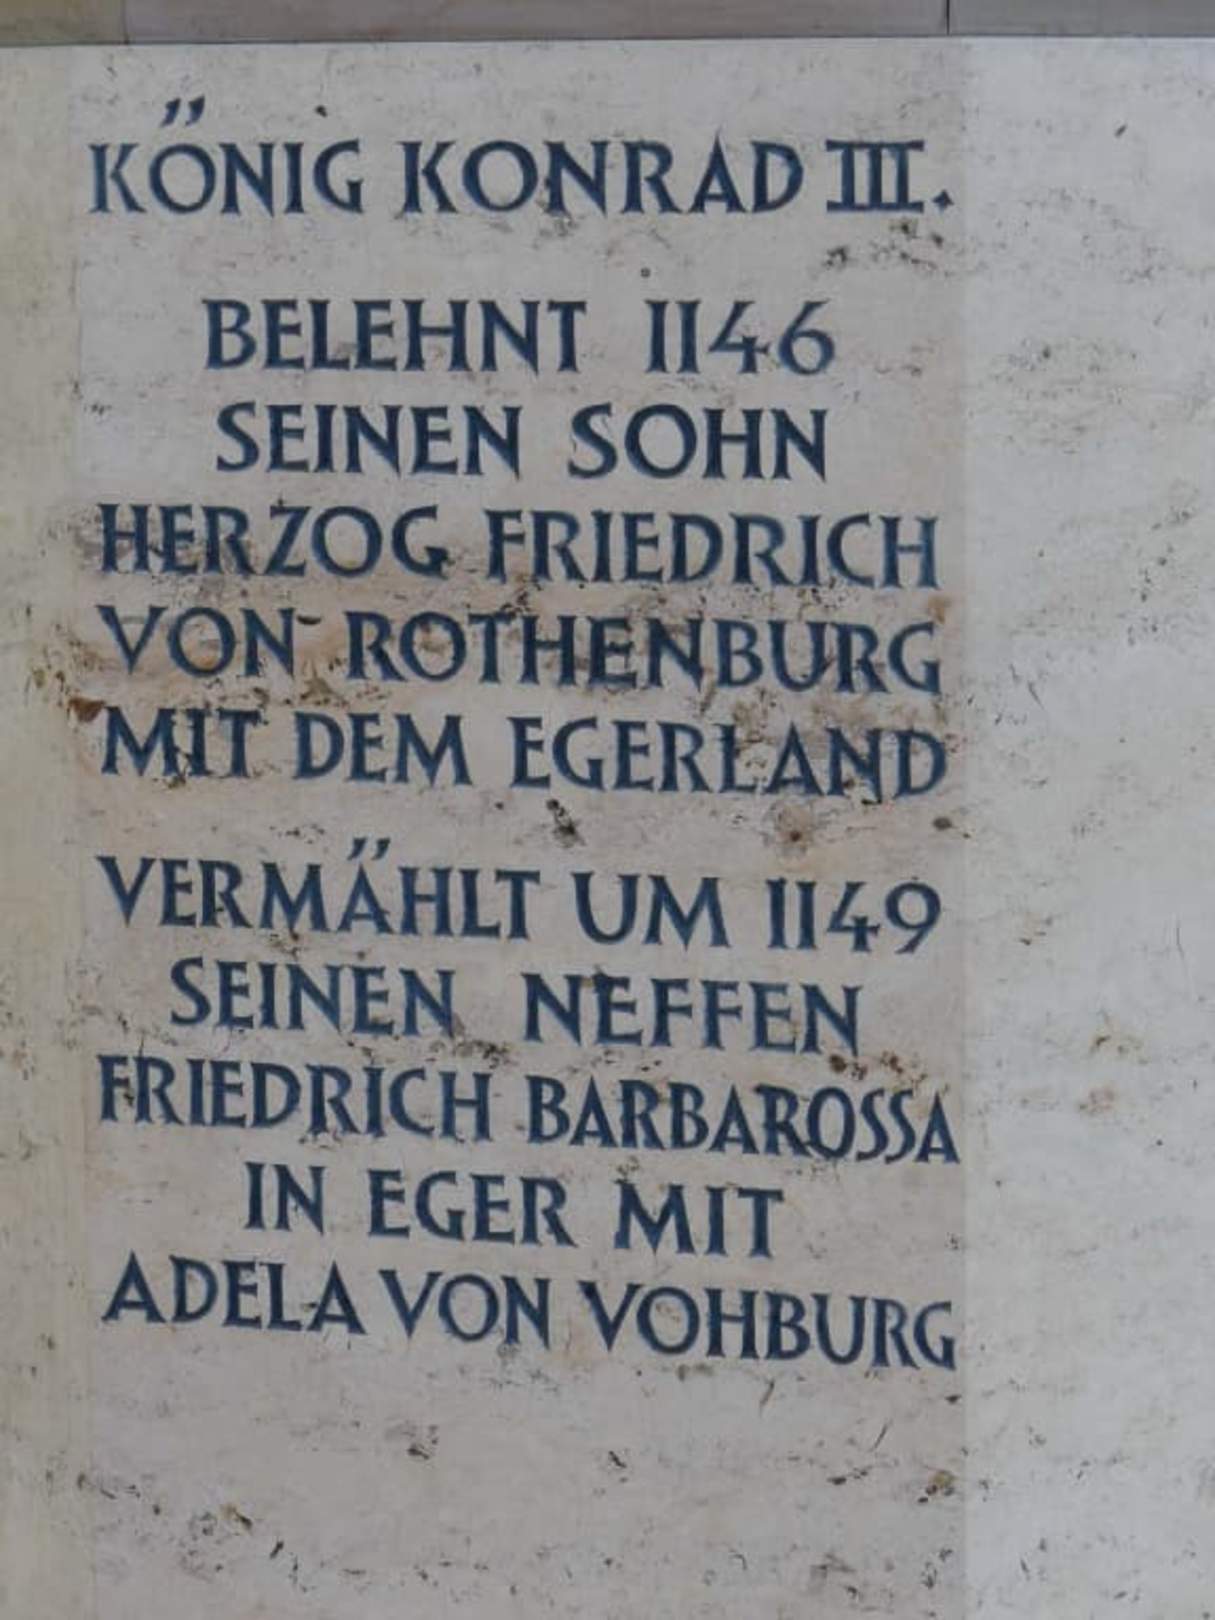 KÖNIG KONRAD III.
BELEHNT 1146
SEINEN SOHN
HERZOG FRIEDRICH
VON ROTHENBURG
MIT DEM EGERLAND
VERMÄHLT UM 1149
SEINEN NEFFEN
FRIEDRICH BARBAROSSA
IN EGER MIT
ADELA VON VOHBURG